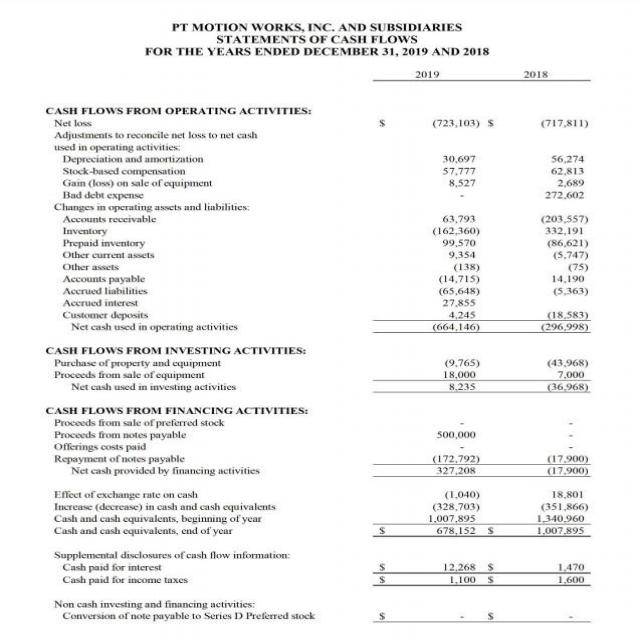 PT MOTION WORKS, INC. AND SUBSIDIARIES
STATEMENTS OF CASH FLOWS
FOR THE YEARS ENDED DECEMBER 31, 2019 AND 2018
2019 2018
CASH FLOWS FROM OPERATING ACTIVITIES:
Net loss $ (723,103) $ (717,811)
Adjustments to reconcile net loss to net cash
used in operating activities:
Depreciation and amortization 30,697 56,274
Stock-based compensation 57,777 62,813
Gain (loss) on sale of equipment 8,527 2,689
Bad debt expense - 272,602
Changes in operating assets and liabilities:
Accounts receivable 63,793 (203,557)
Inventory (162,360) 332,191
Prepaid inventory 99,570 (86,621)
Other current assets 9,354 (5,747)
Other assets (138) (75)
Accounts payable (14,715) 14,190
Accrued liabilities (65,648) (5,363)
Accrued interest 27,855
Customer deposits 4,245 (18,583)
Net cash used in operating activities (664,146) (296,998)
CASH FLOWS FROM INVESTING ACTIVITIES:
Purchase of property and equipment (9,765) (43,968)
Proceeds from sale of equipment 18,000 7,000
Net cash used in investing activities 8,235 (36,968)
CASH FLOWS FROM FINANCING ACTIVITIES:
Proceeds from sale of preferred stock - -
Proceeds from notes payable 500,000 -
Offerings costs paid - -
Repayment of notes payable (172,792) (17,900)
Net cash provided by financing activities 327,208 (17,900)
Effect of exchange rate on cash (1,040) 18,801
Increase (decrease) in cash and cash equivalents (328,703) (351,866)
Cash and cash equivalents, beginning of year 1,007,895 1,340,960
Cash and cash equivalents, end of year $ 678,152 $ 1,007,895
Supplemental disclosures of cash flow information:
Cash paid for interest $ 12,268 $ 1,470
Cash paid for income taxes $ 1,100 $ 1,600
Non cash investing and financing activities:
Conversion of note payable to Series D Preferred stock $ - $ -